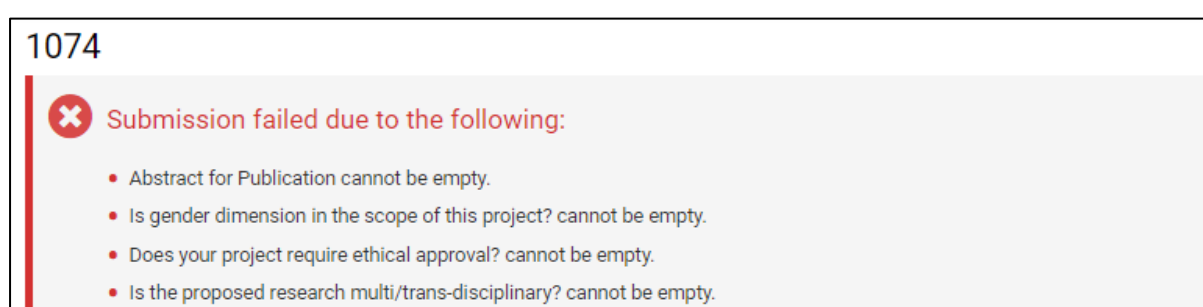 1074
Submission failed due to the following:
Abstract for Publication cannot be empty.
Is gender dimension in the scope of this project? cannot be empty.
Does your project require ethical approval? cannot be empty.
Is the proposed research multi/trans-disciplinary? cannot be empty.